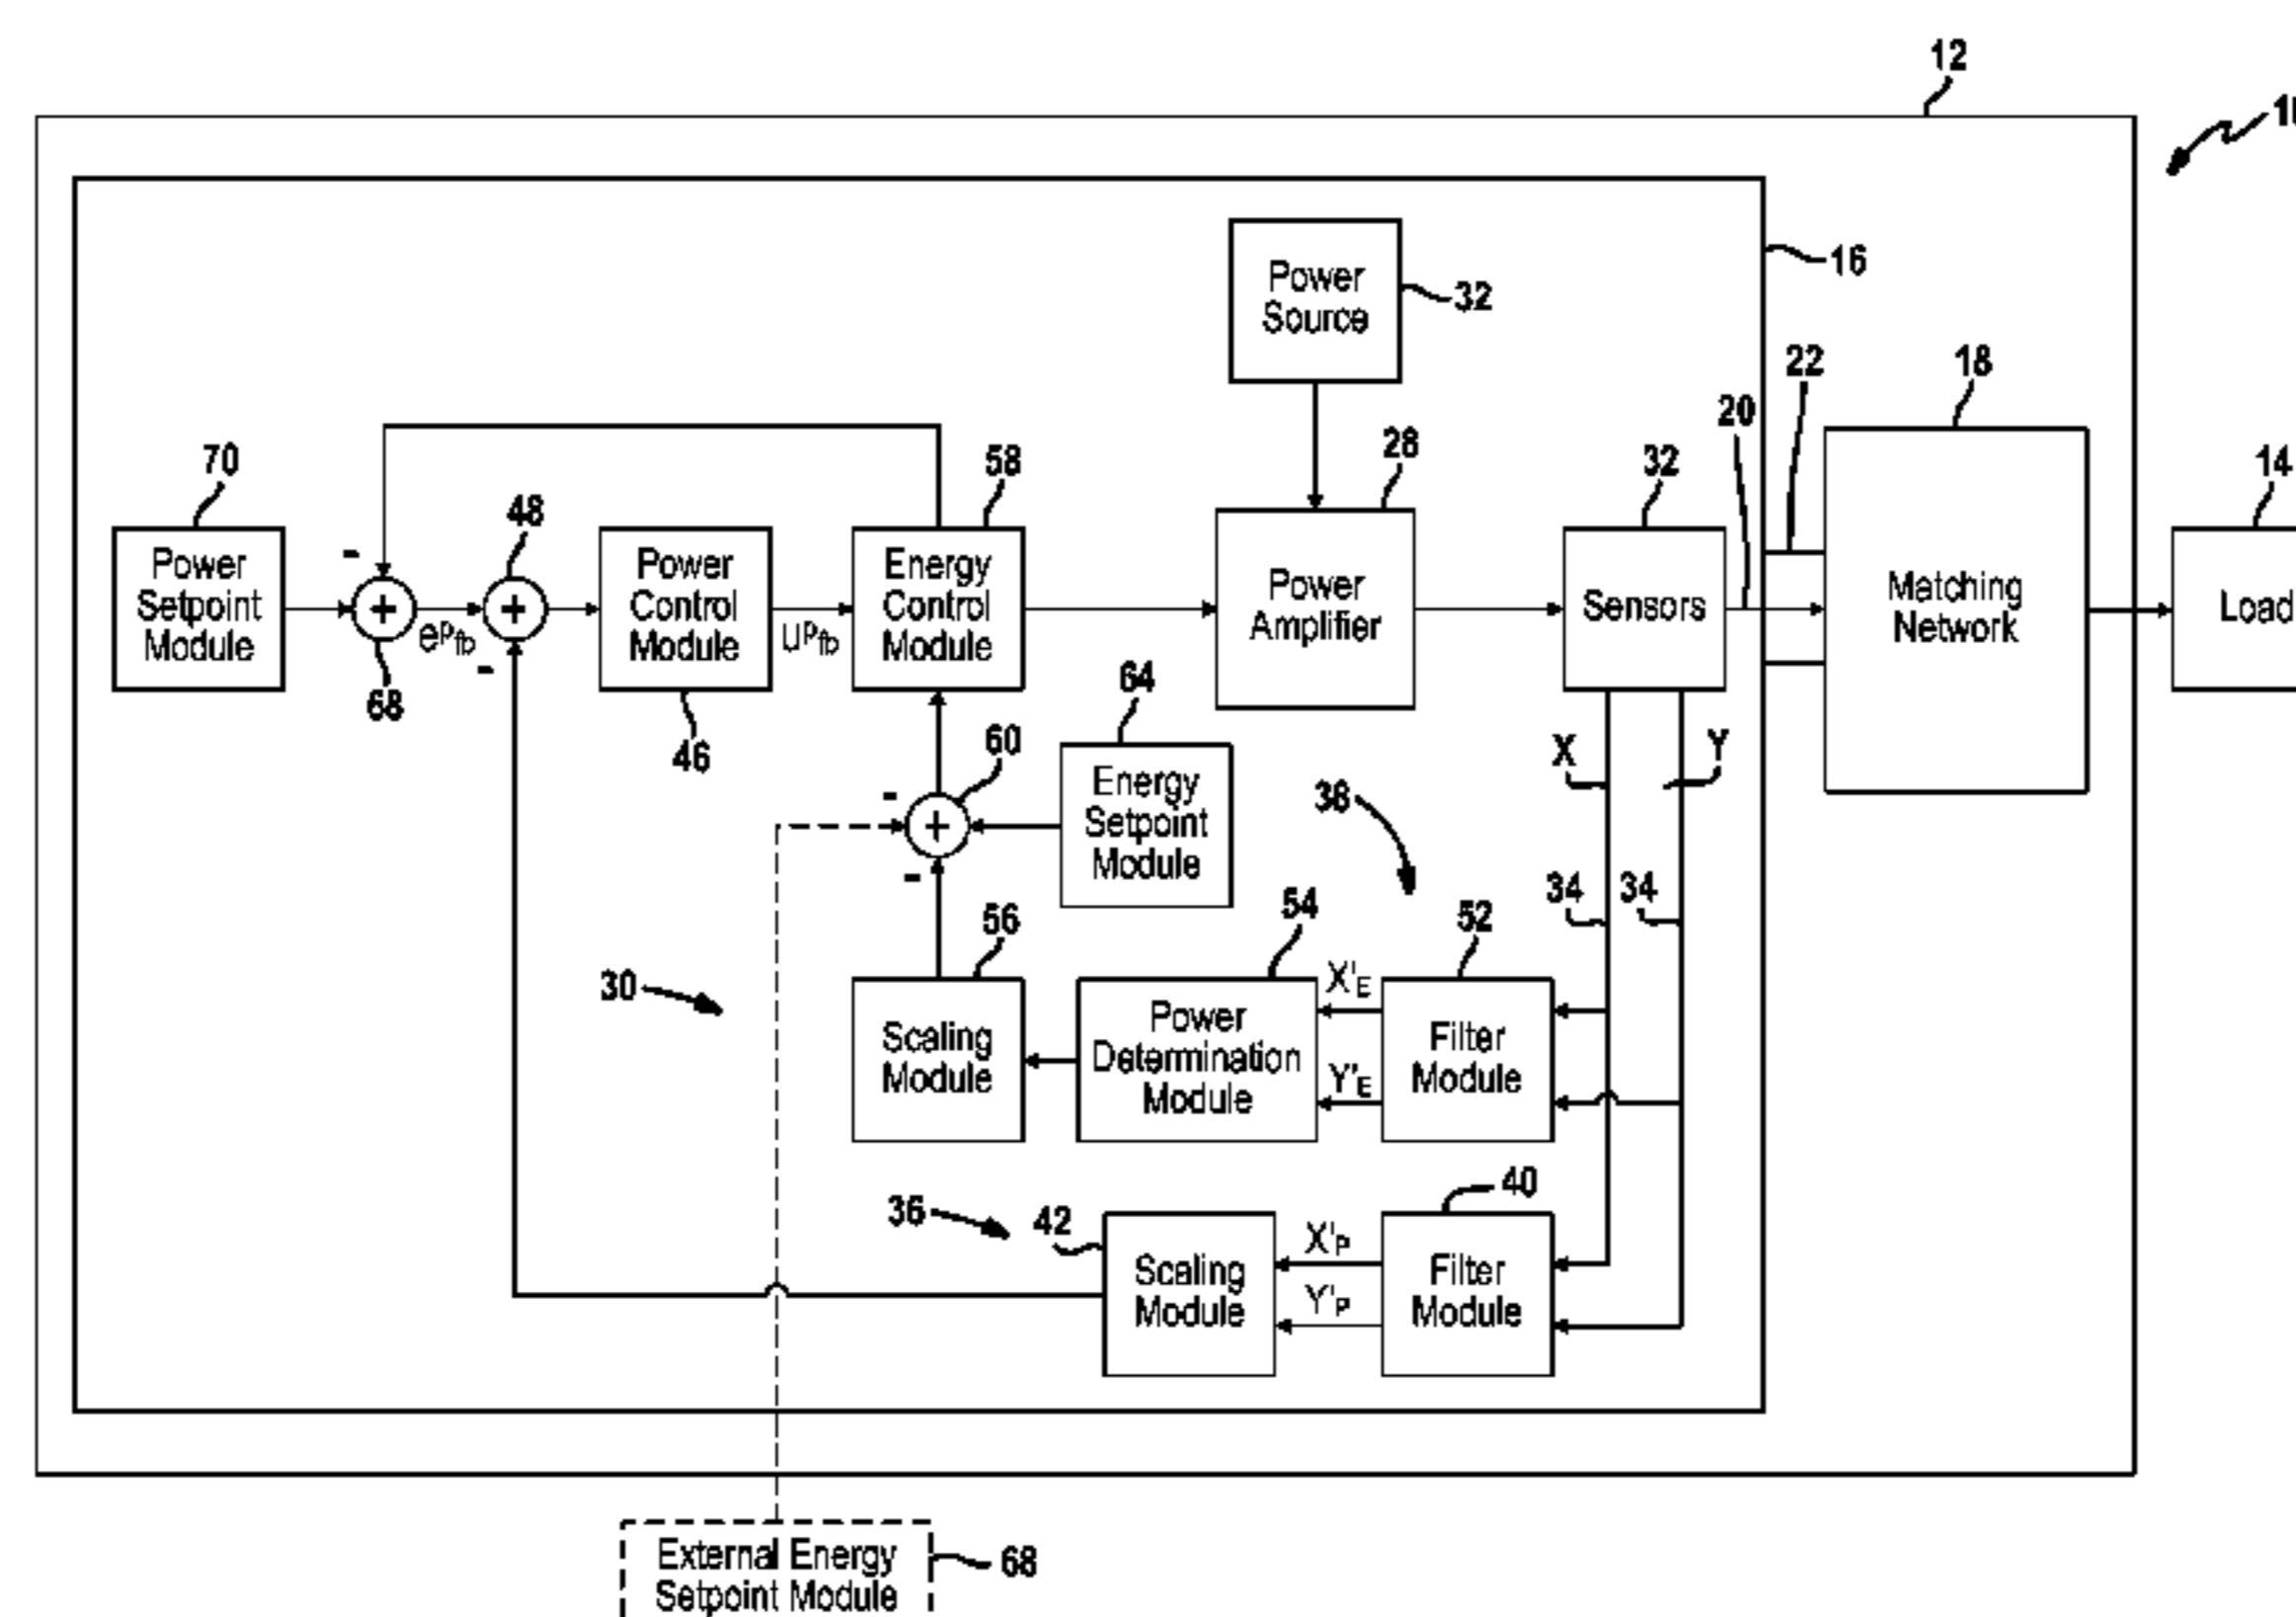 12
10
16
Power
Source
32
22
18
20
70
48
58
28
32
14
Power
Setpoint
Module
-
+
68
e^p_fb
+
-
Power
Control
Module
46
U^p_fb
Energy
Control
Module
Power
Amplifier
Sensors
Matching
Network
Load
64
60
X
Y
-
+
-
Energy
Setpoint
Module
38
34
34
56
54
52
30
Scaling
Module
Power
Determination
Module
X'E
Y'E
Filter
Module
36
42
40
Scaling
Module
X'P
Y'P
Filter
Module
External Energy
Setpoint Module
68